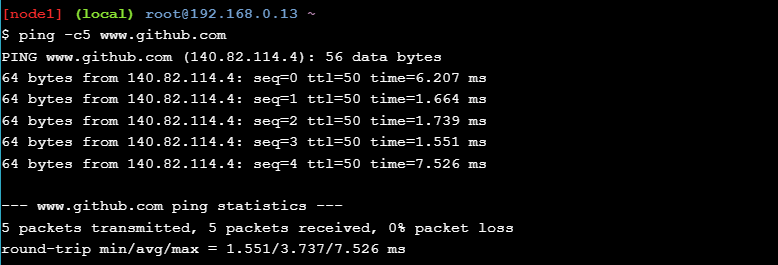 [node1] (local) root@192.168.0.13 ~
$ ping -c5 www.github.com
PING www.github.com (140.82.114.4): 56 data bytes
64 bytes from 140.82.114.4: seq=0 ttl=50 time=6.207 ms
64 bytes from 140.82.114.4: seq=1 ttl=50 time=1.664 ms
64 bytes from 140.82.114.4: seq=2 ttl=50 time=1.739 ms
64 bytes from 140.82.114.4: seq=3 ttl=50 time=1.551 ms
64 bytes from 140.82.114.4: seq=4 ttl=50 time=7.526 ms
--- www.github.com ping statistics ---
5 packets transmitted, 5 packets received, 0% packet loss
round-trip min/avg/max = 1.551/3.737/7.526 ms